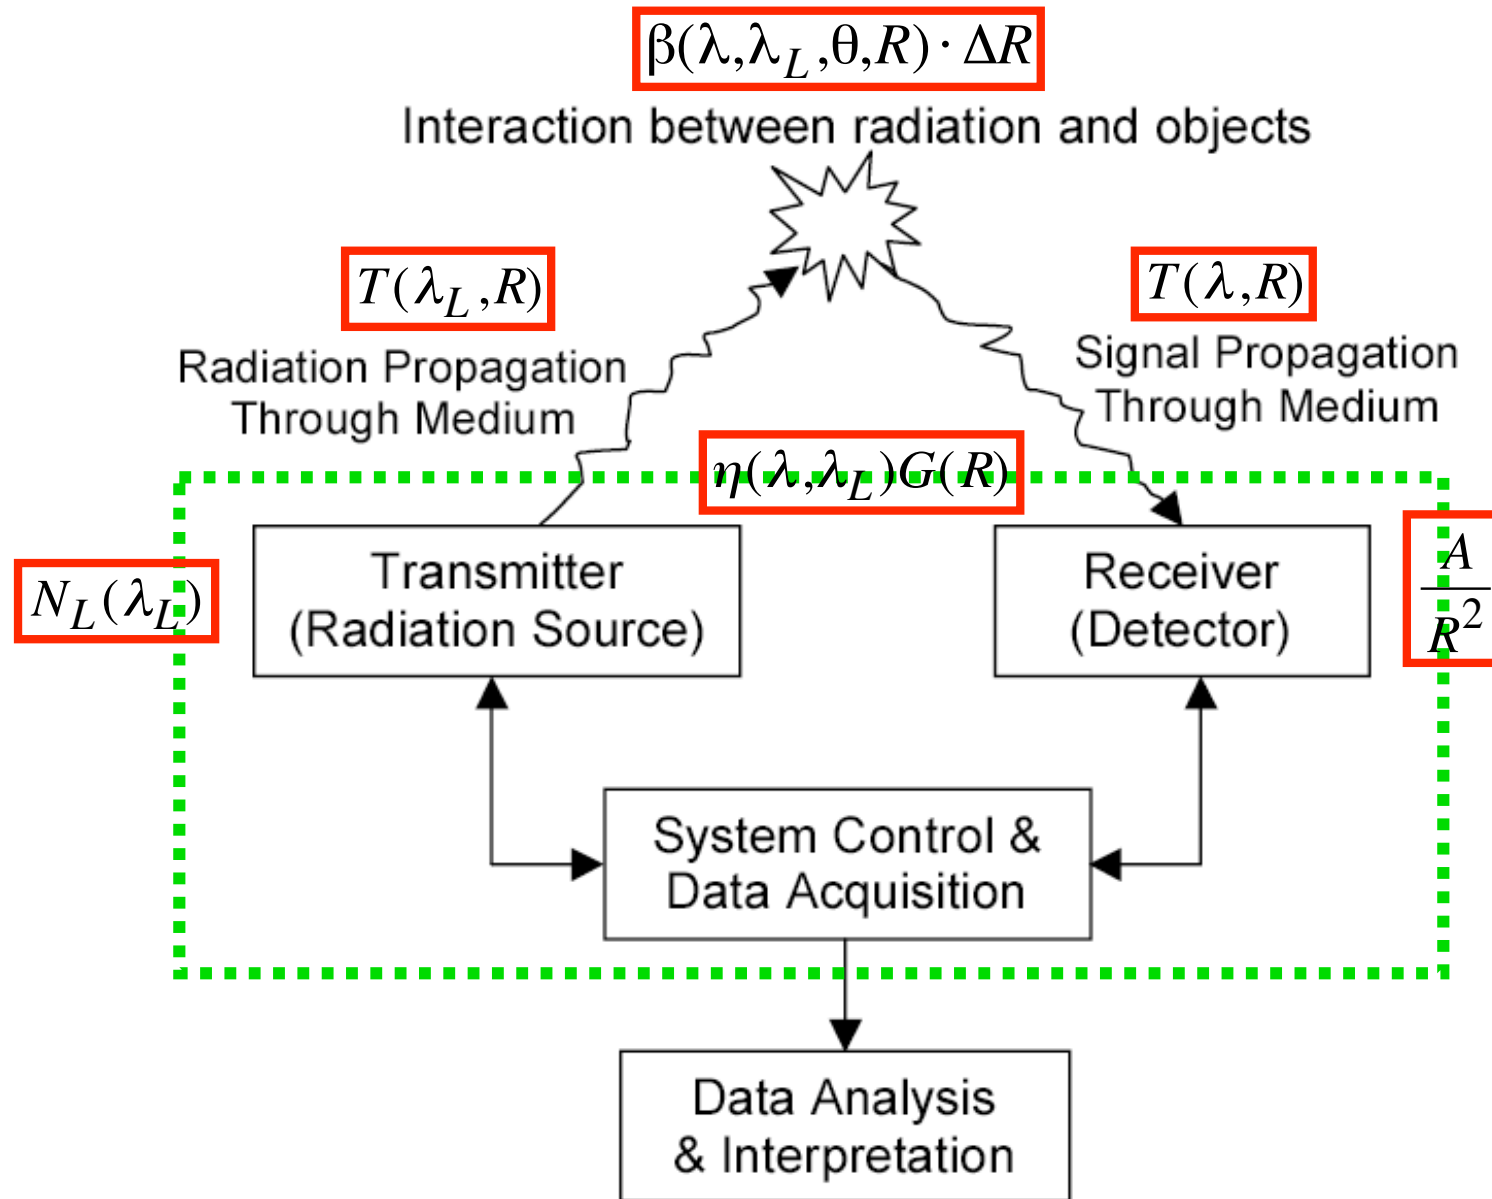 β(λ,λ_L,θ,R)·ΔR
Interaction between radiation and objects
T(λ_L,R)
T(λ,R)
Radiation Propagation
Through Medium
Signal Propagation
Through Medium
η(λ,λ_L)G(R)
N_L(λ_L)
Transmitter
(Radiation Source)
Receiver
(Detector)
A
R²
System Control &
Data Acquisition
Data Analysis
& Interpretation